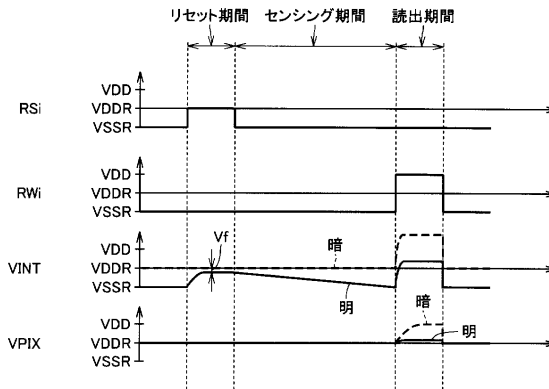 リセット期間 センシング期間 読出期間
VDD
RSi VDDR
VSSR
VDD
RWi VDDR
VSSR
Vf 暗
VDD
VINT VDDR
VSSR
明
暗
VDD 明
VPIX VDDR
VSSR